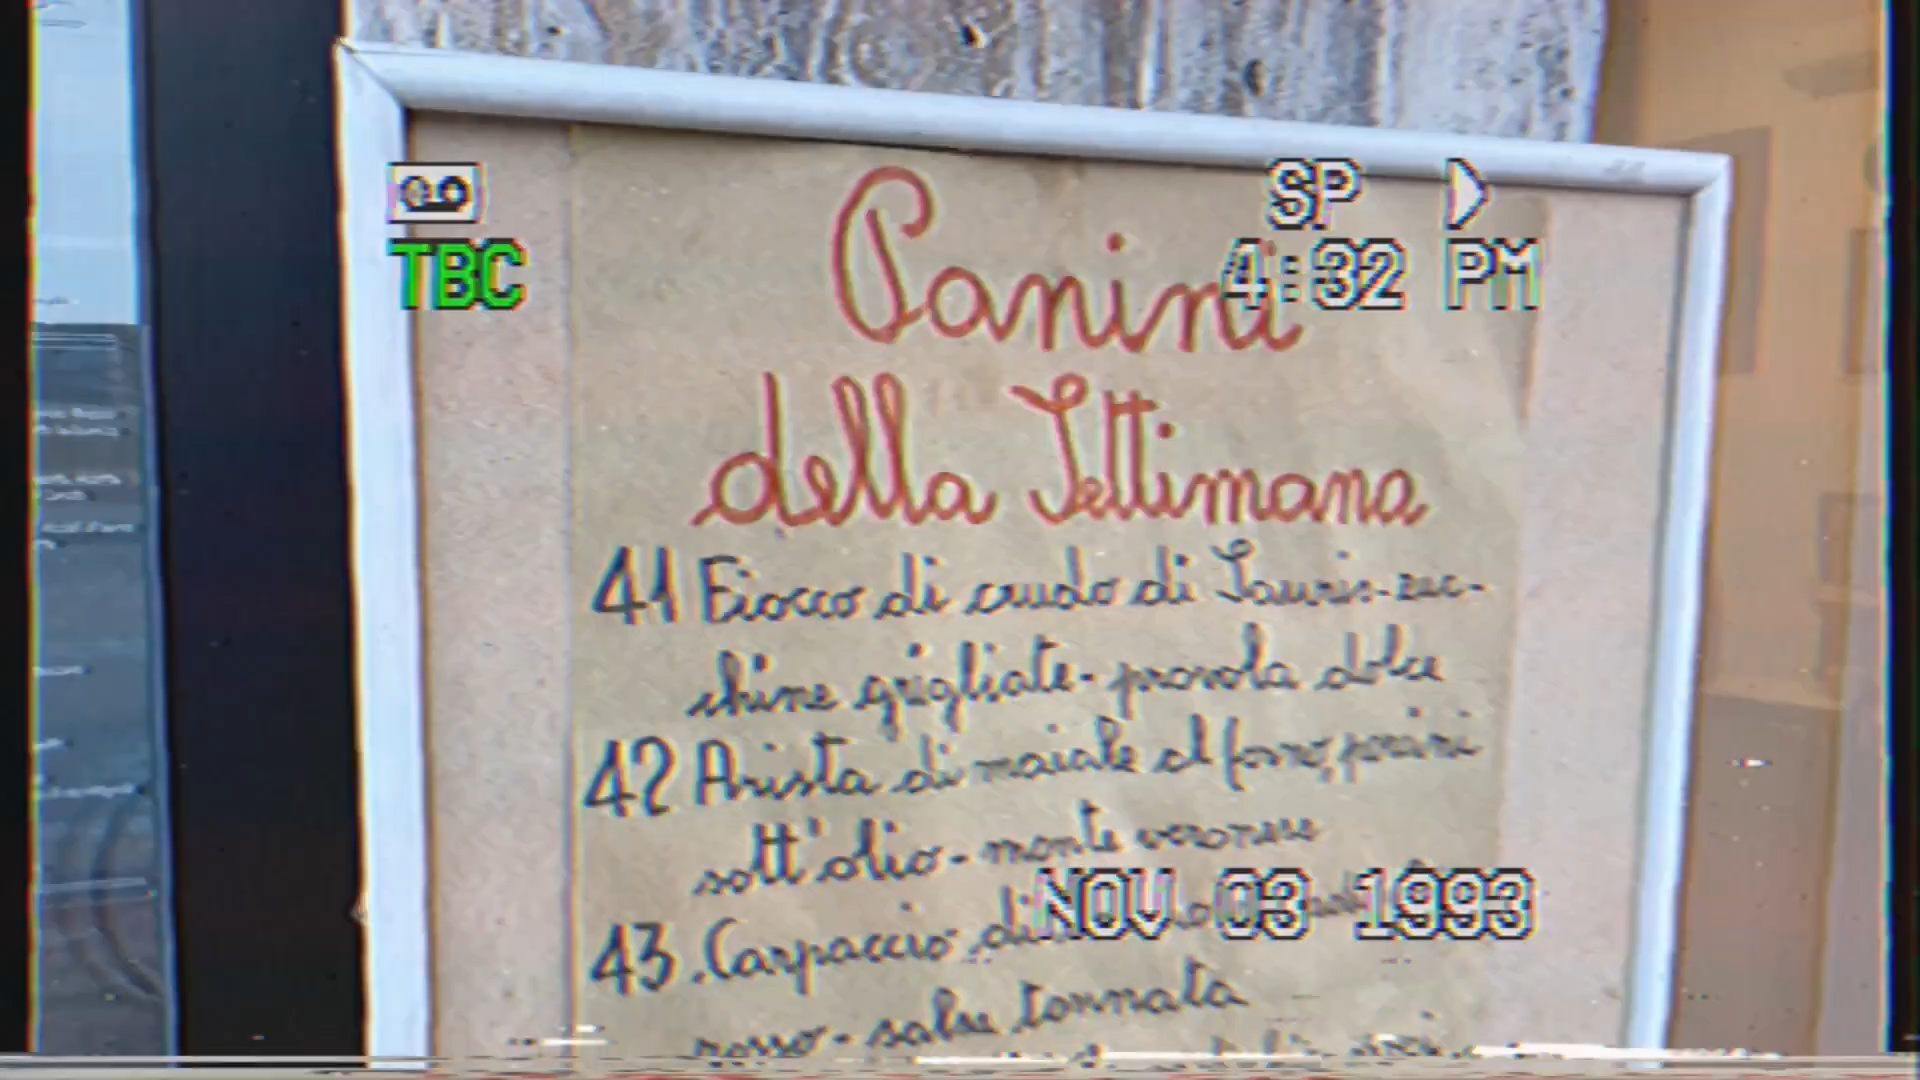 SP
TBC
4:32 PM
Panini
della Settimana
41 Fiocco di crudo di Sauris-zuc-
chine grigliate-provola dolce
42 Arista di maiale al forno, porcini
sott'olio-monte veronese
NOV 03 1993
43. Carpaccio di
rosso-salsa tonnata